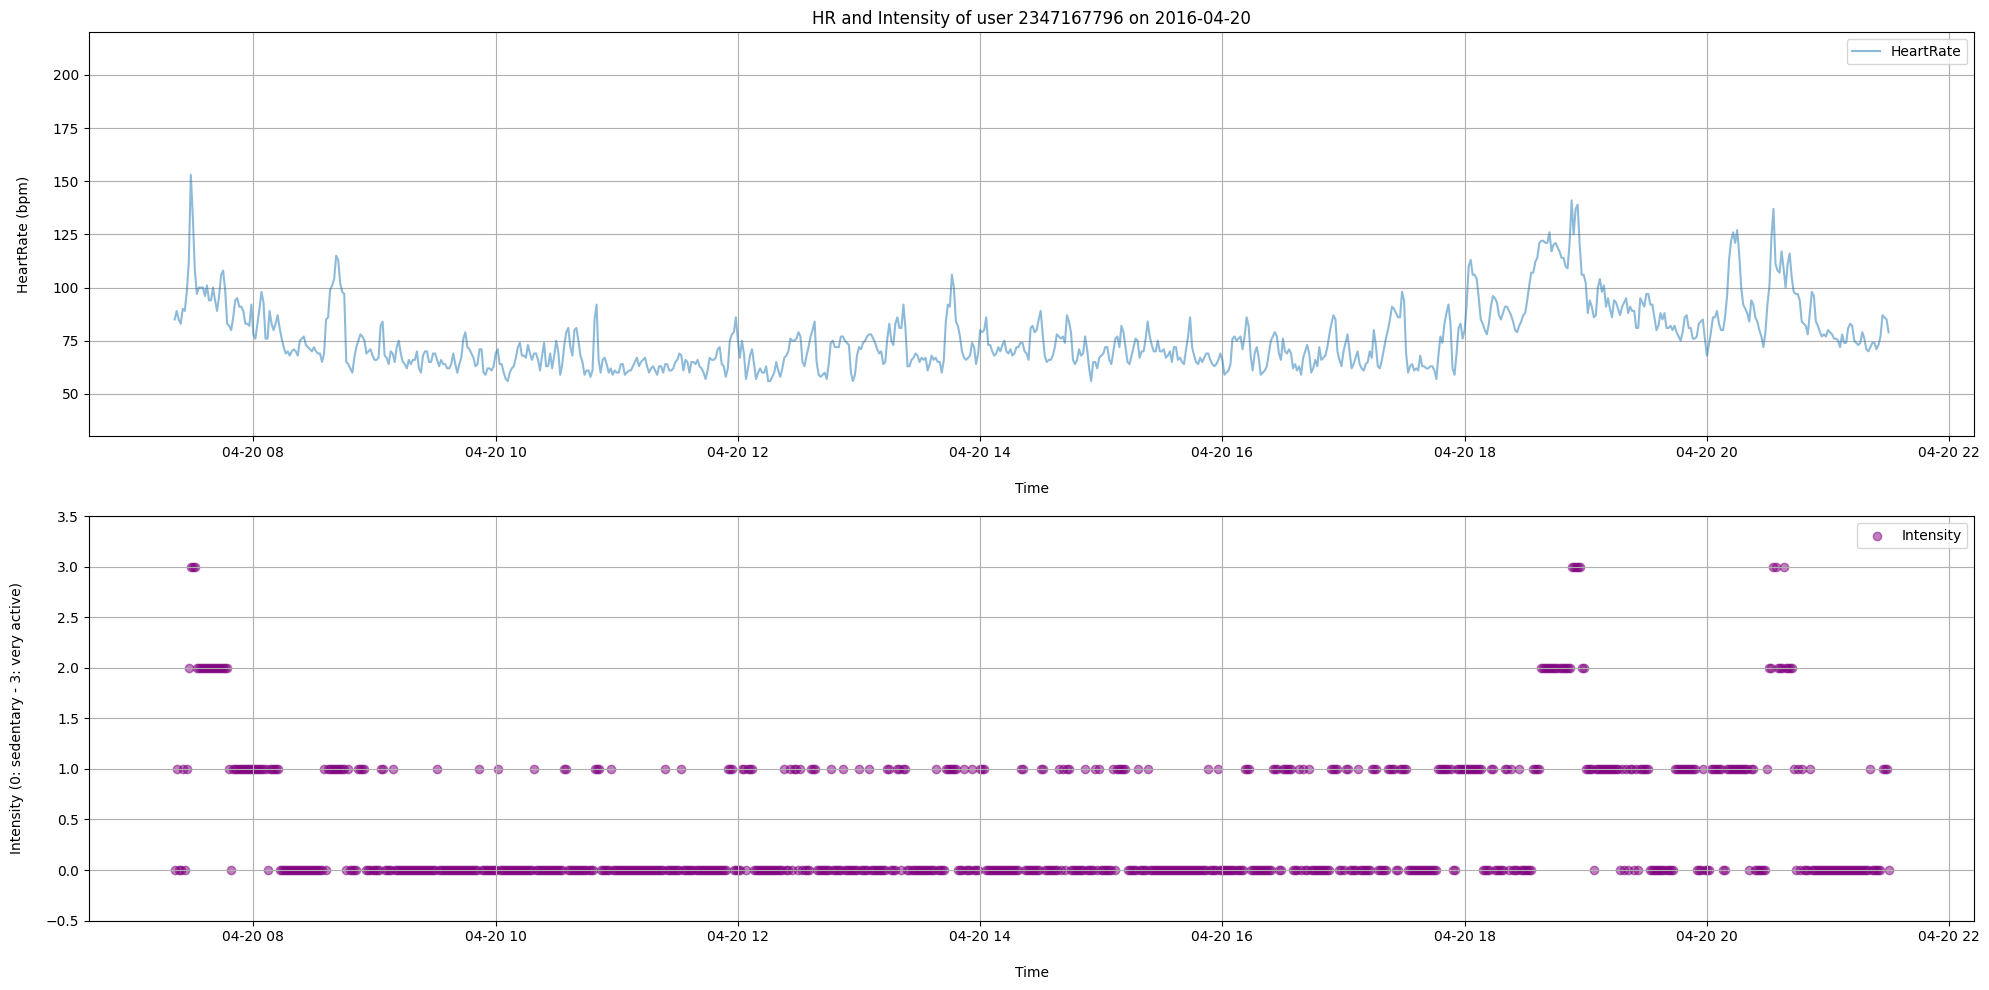 HR and Intensity of user 2347167796 on 2016-04-20
HeartRate
200
175
150
125
100
75
50
HeartRate (bpm)
04-20 08 04-20 10 04-20 12 04-20 14 04-20 16 04-20 18 04-20 20 04-20 22
Time
Intensity
3.5
3.0
2.5
2.0
1.5
1.0
0.5
0.0
−0.5
Intensity (0: sedentary - 3: very active)
04-20 08 04-20 10 04-20 12 04-20 14 04-20 16 04-20 18 04-20 20 04-20 22
Time